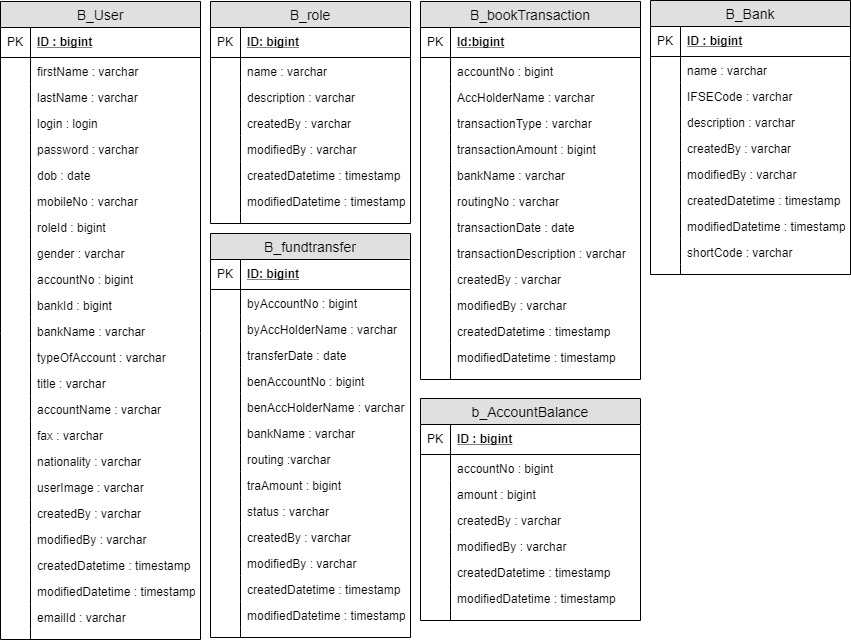 B_User
PK ID : bigint
firstName : varchar
lastName : varchar
login : login
password : varchar
dob : date
mobileNo : varchar
roleId : bigint
gender : varchar
accountNo : bigint
bankId : bigint
bankName : varchar
typeOfAccount : varchar
title : varchar
accountName : varchar
fax : varchar
nationality : varchar
userImage : varchar
createdBy : varchar
modifiedBy : varchar
createdDatetime : timestamp
modifiedDatetime : timestamp
emailId : varchar
B_role
PK ID: bigint
name : varchar
description : varchar
createdBy : varchar
modifiedBy : varchar
createdDatetime : timestamp
modifiedDatetime : timestamp
B_fundtransfer
PK ID: bigint
byAccountNo : bigint
byAccHolderName : varchar
transferDate : date
benAccountNo : bigint
benAccHolderName : varchar
bankName : varchar
routing :varchar
traAmount : bigint
status : varchar
createdBy : varchar
modifiedBy : varchar
createdDatetime : timestamp
modifiedDatetime : timestamp
B_bookTransaction
PK Id:bigint
accountNo : bigint
AccHolderName : varchar
transactionType : varchar
transactionAmount : bigint
bankName : varchar
routingNo : varchar
transactionDate : date
transactionDescription : varchar
createdBy : varchar
modifiedBy : varchar
createdDatetime : timestamp
modifiedDatetime : timestamp
b_AccountBalance
PK ID : bigint
accountNo : bigint
amount : bigint
createdBy : varchar
modifiedBy : varchar
createdDatetime : timestamp
modifiedDatetime : timestamp
B_Bank
PK ID : bigint
name : varchar
IFSECode : varchar
description : varchar
createdBy : varchar
modifiedBy : varchar
createdDatetime : timestamp
modifiedDatetime : timestamp
shortCode : varchar